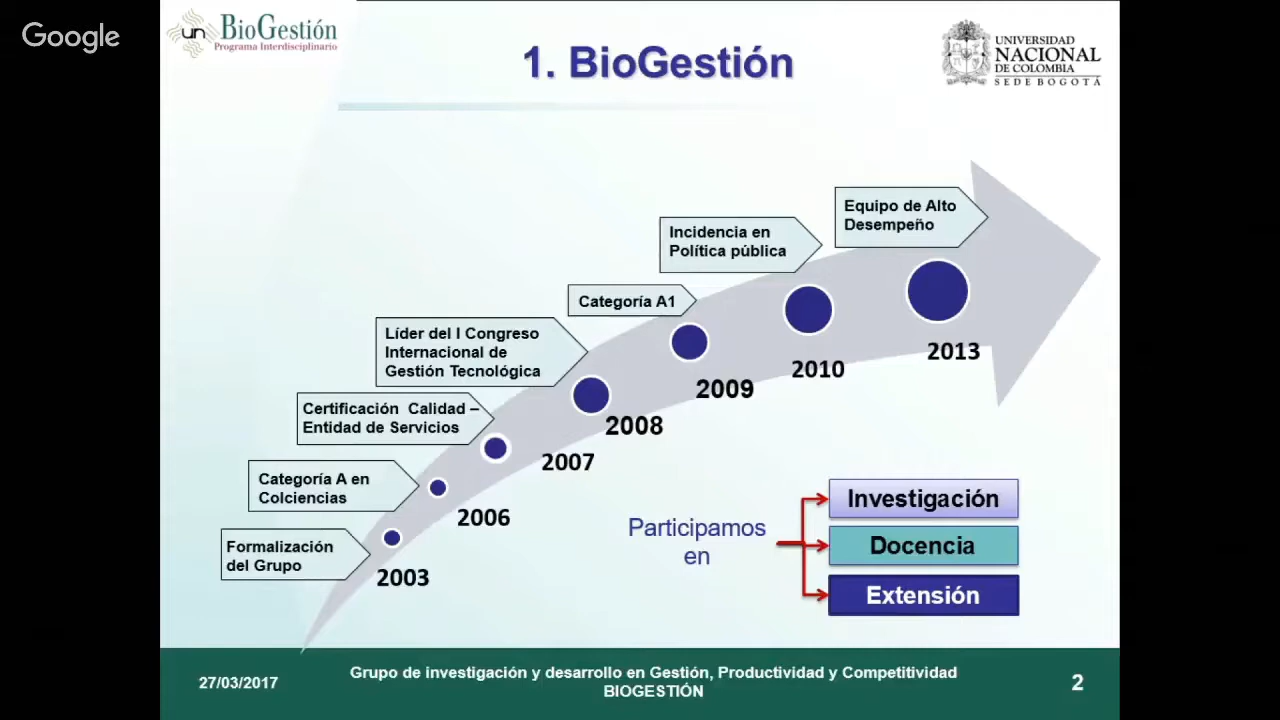 Google
un
BioGestión
Programa Interdisciplinario
1. BioGestión
UNIVERSIDAD
NACIONAL
DE COLOMBIA
SEDE BOGOTÁ
Equipo de Alto
Desempeño
Incidencia en
Política pública
Categoría A1
Líder del I Congreso
Internacional de
Gestión Tecnológica
Certificación Calidad –
Entidad de Servicios
Categoría A en
Colciencias
Formalización
del Grupo
2003
2006
2007
2008
2009
2010
2013
Participamos
en
Investigación
Docencia
Extensión
27/03/2017
Grupo de investigación y desarrollo en Gestión, Productividad y Competitividad
BIOGESTIÓN
2